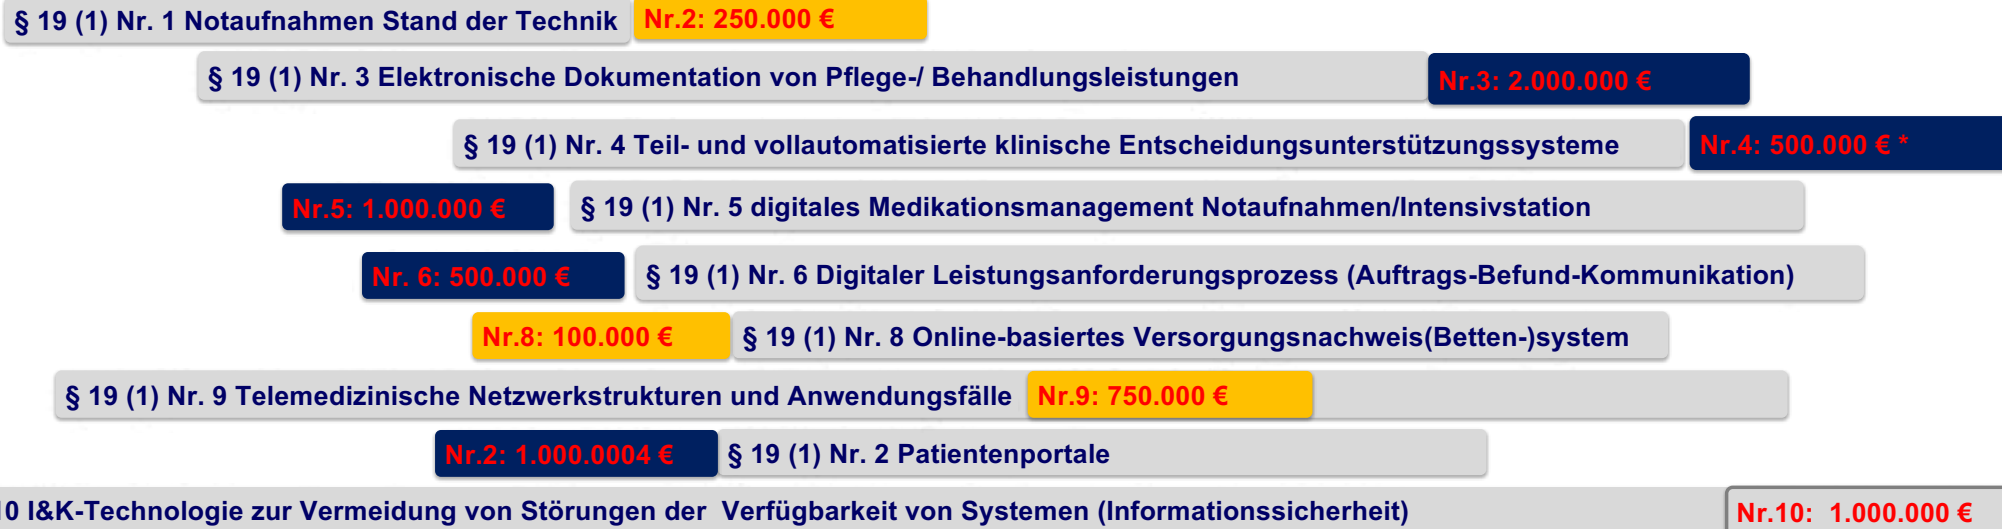 § 19 (1) Nr. 1 Notaufnahmen Stand der Technik Nr.2: 250.000 €
§ 19 (1) Nr. 3 Elektronische Dokumentation von Pflege-/ Behandlungsleistungen Nr.3: 2.000.000 €
§ 19 (1) Nr. 4 Teil- und vollautomatisierte klinische Entscheidungsunterstützungssysteme Nr.4: 500.000 € *
Nr.5: 1.000.000 € § 19 (1) Nr. 5 digitales Medikationsmanagement Notaufnahmen/Intensivstation
Nr. 6: 500.000 € § 19 (1) Nr. 6 Digitaler Leistungsanforderungsprozess (Auftrags-Befund-Kommunikation)
Nr.8: 100.000 € § 19 (1) Nr. 8 Online-basiertes Versorgungsnachweis(Betten-)system
§ 19 (1) Nr. 9 Telemedizinische Netzwerkstrukturen und Anwendungsfälle Nr.9: 750.000 €
Nr.2: 1.000.0004 € § 19 (1) Nr. 2 Patientenportale
0 I&K-Technologie zur Vermeidung von Störungen der Verfügbarkeit von Systemen (Informationssicherheit) Nr.10: 1.000.000 €